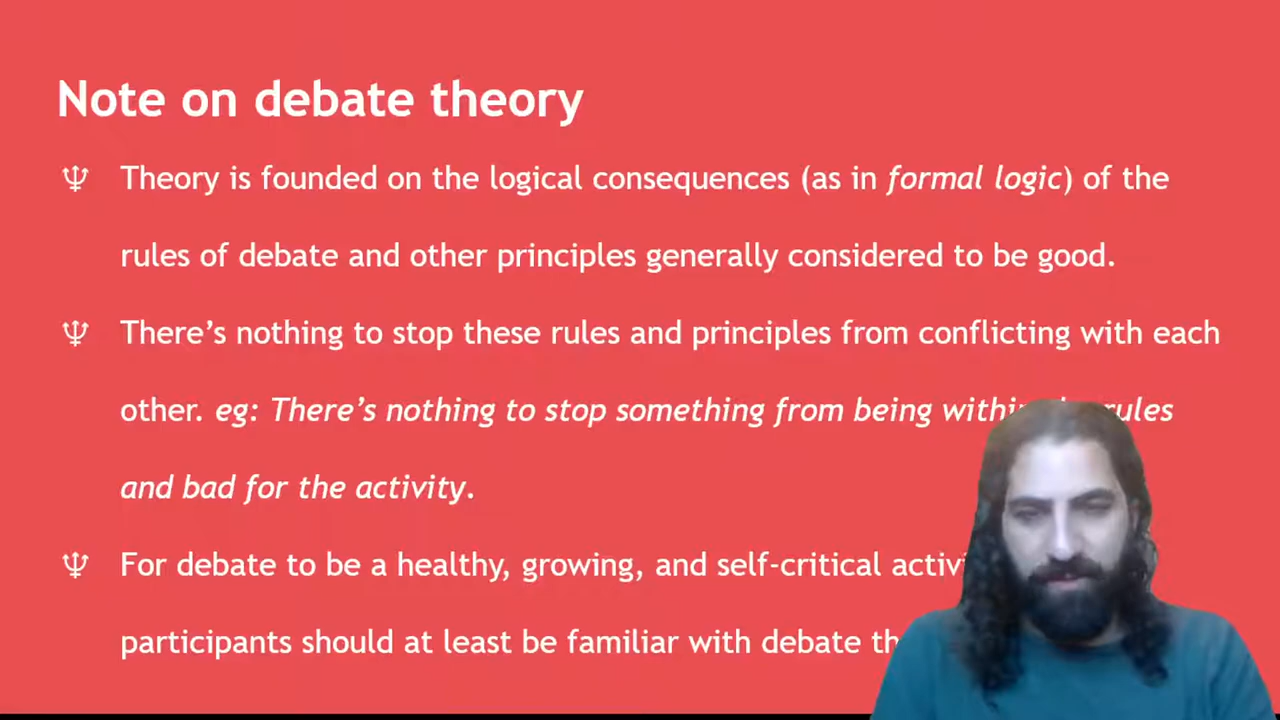 Note on debate theory
Ψ Theory is founded on the logical consequences (as in formal logic) of the
rules of debate and other principles generally considered to be good.
Ψ There’s nothing to stop these rules and principles from conflicting with each
other. eg: There’s nothing to stop something from being rules
and bad for the activity.
Ψ For debate to be a healthy, growing, and self-critical
participants should at least be familiar with debate